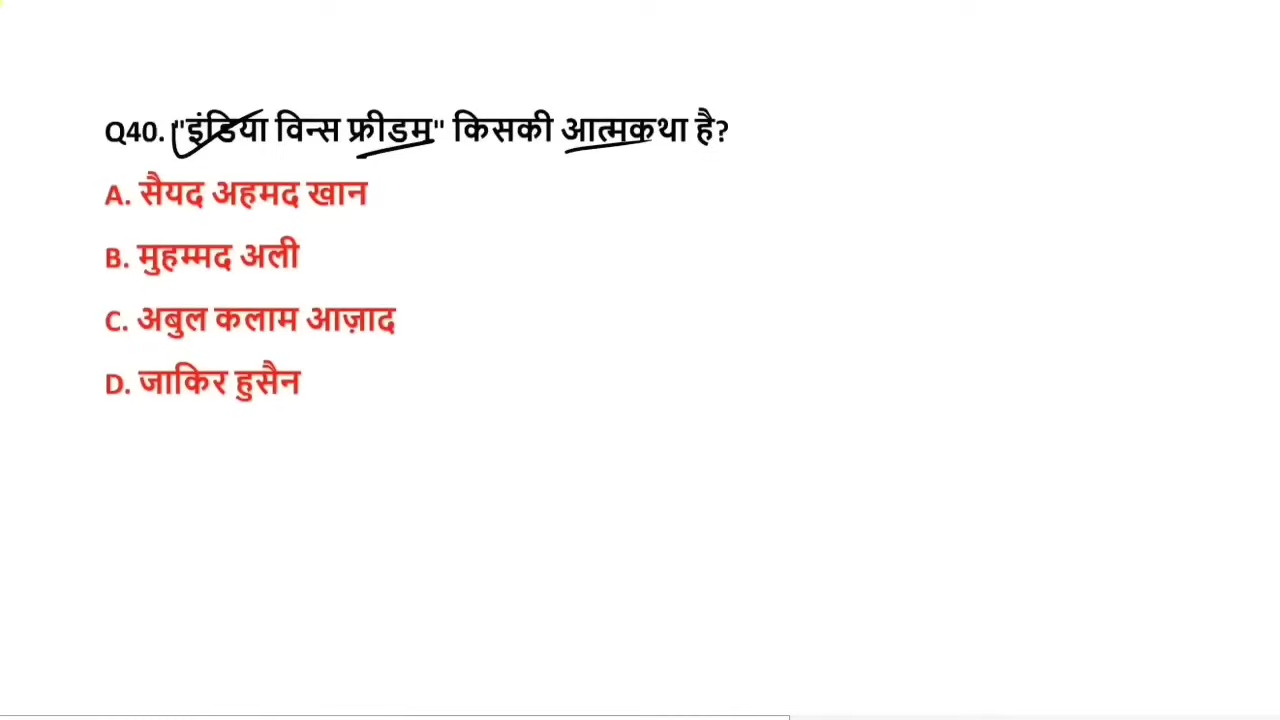 Q40. "इंडिया विन्स फ्रीडम" किसकी आत्मकथा है?
A. सैयद अहमद खान
B. मुहम्मद अली
C. अबुल कलाम आज़ाद
D. जाकिर हुसैन